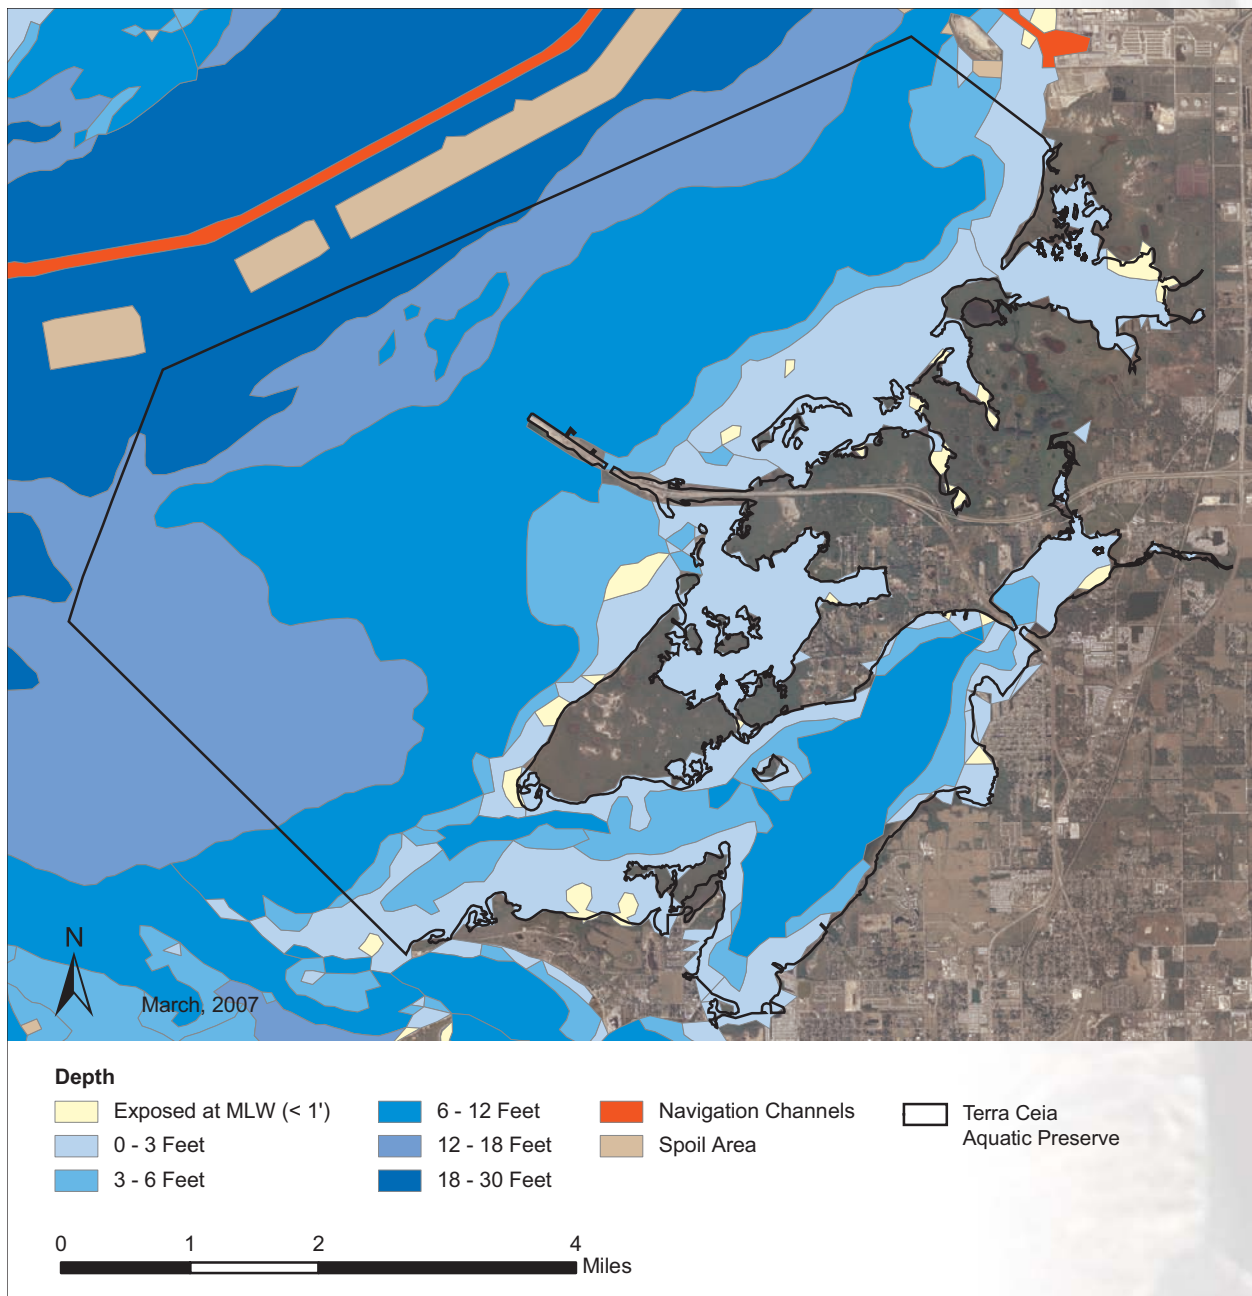 N
March, 2007
Depth
Exposed at MLW (< 1')
0 - 3 Feet
3 - 6 Feet
6 - 12 Feet
12 - 18 Feet
18 - 30 Feet
Navigation Channels
Spoil Area
Terra Ceia
Aquatic Preserve
0 1 2 4
Miles